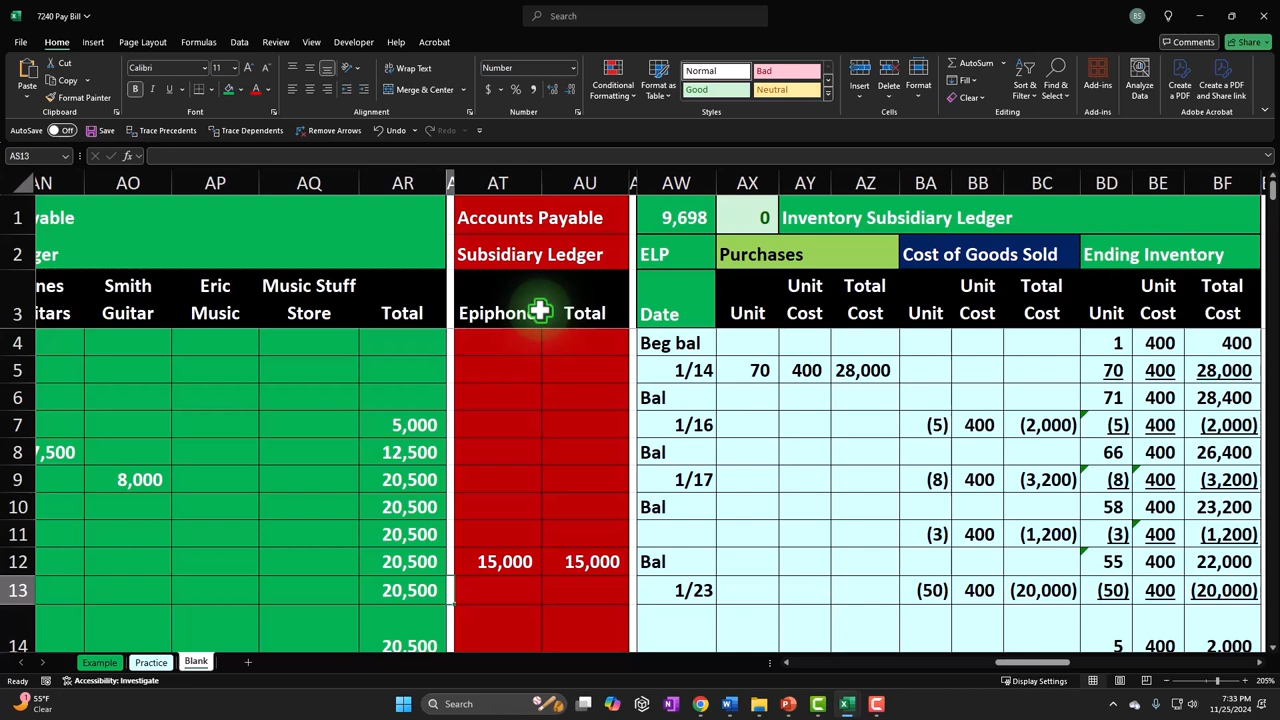 7240 Pay Bill
Search
BS
File Home Insert Page Layout Formulas Data Review View Developer Help Acrobat
Comments Share
Paste Cut Copy Format Painter
Clipboard
Calibri 11
Font
Wrap Text
Merge & Center
Alignment
Number
Number
Conditional Formatting
Format as Table
Normal Bad
Good Neutral
Styles
Insert Delete Format
Cells
AutoSum
Fill
Clear
Sort & Filter
Find & Select
Editing
Add-ins
Add-ins
Analyze Data
Create a PDF
Create a PDF and Share link
Adobe Acrobat
AutoSave Off Save Trace Precedents Trace Dependents Remove Arrows Undo Redo
AS13 fx
AN AO AP AQ AR AT AU AW AX AY AZ BA BB BC BD BE BF
1 yable Accounts Payable 9,698 0 Inventory Subsidiary Ledger
2 ger Subsidiary Ledger ELP Purchases Cost of Goods Sold Ending Inventory
nes Smith Eric Music Stuff Unit Total Unit Total Unit Total
3 itars Guitar Music Store Total Epiphone Total Date Unit Cost Cost Unit Cost Cost Unit Cost Cost
4 Beg bal 1 400 400
5 1/14 70 400 28,000 70 400 28,000
6 Bal 71 400 28,400
7 5,000 1/16 (5) 400 (2,000) (5) 400 (2,000)
8 7,500 12,500 Bal 66 400 26,400
9 8,000 20,500 1/17 (8) 400 (3,200) (8) 400 (3,200)
10 20,500 Bal 58 400 23,200
11 20,500 (3) 400 (1,200) (3) 400 (1,200)
12 20,500 15,000 15,000 Bal 55 400 22,000
13 20,500 1/23 (50) 400 (20,000) (50) 400 (20,000)
14 20,500 5 400 2,000
Example Practice Blank
Ready Accessibility: Investigate Display Settings 205%
55°F
Clear
Search
7:33 PM
11/25/2024